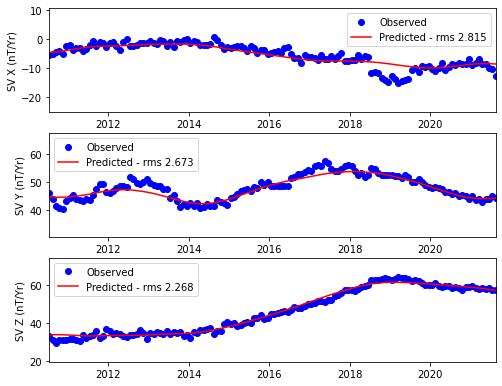 10
0
−10
−20
SV X (nT/Yr)
Observed
Predicted - rms 2.815
2012
2014
2016
2018
2020
60
50
40
SV Y (nT/Yr)
Observed
Predicted - rms 2.673
2012
2014
2016
2018
2020
60
40
20
SV Z (nT/Yr)
Observed
Predicted - rms 2.268
2012
2014
2016
2018
2020